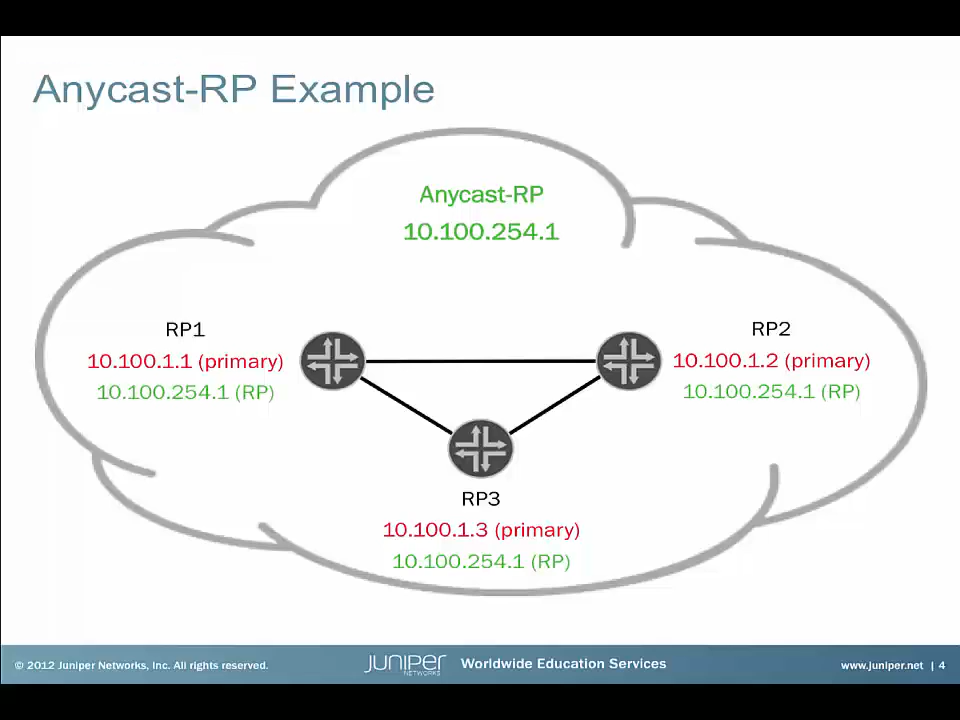 Anycast-RP Example
Anycast-RP
10.100.254.1
RP1
10.100.1.1 (primary)
10.100.254.1 (RP)
RP2
10.100.1.2 (primary)
10.100.254.1 (RP)
RP3
10.100.1.3 (primary)
10.100.254.1 (RP)
© 2012 Juniper Networks, Inc. All rights reserved.
JUNIPER
NETWORKS
Worldwide Education Services
www.juniper.net | 4